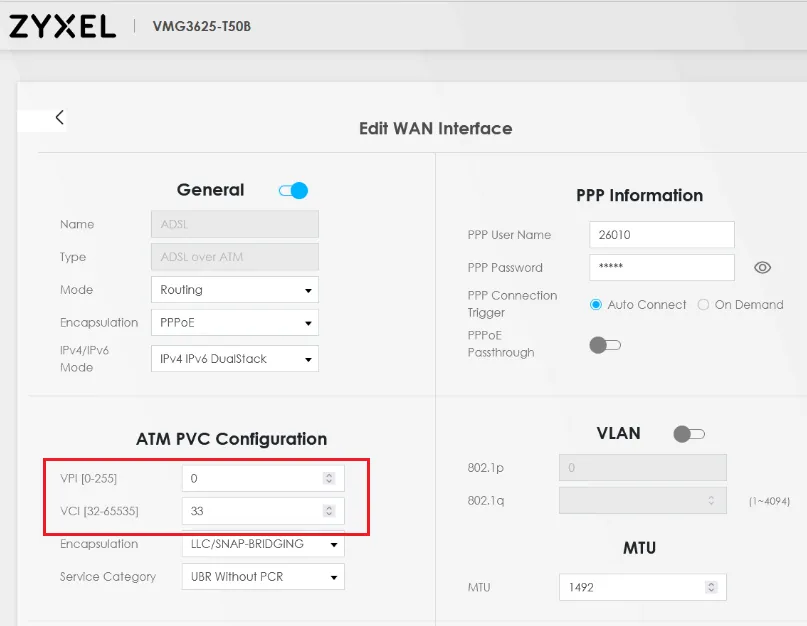 ZYXEL | VMG3625-T50B
Edit WAN Interface
General
Name ADSL
Type ADSL over ATM
Mode Routing
Encapsulation PPPoE
IPv4/IPv6
Mode IPv4 IPv6 DualStack
PPP Information
PPP User Name 26010
PPP Password *****
PPP Connection
Trigger Auto Connect On Demand
PPPoE
Passthrough
ATM PVC Configuration
VPI [0-255] 0
VCI [32-65535] 33
Encapsulation LLC/SNAP-BRIDGING
Service Category UBR Without PCR
VLAN
802.1p 0
802.1q (1~4094)
MTU
MTU 1492